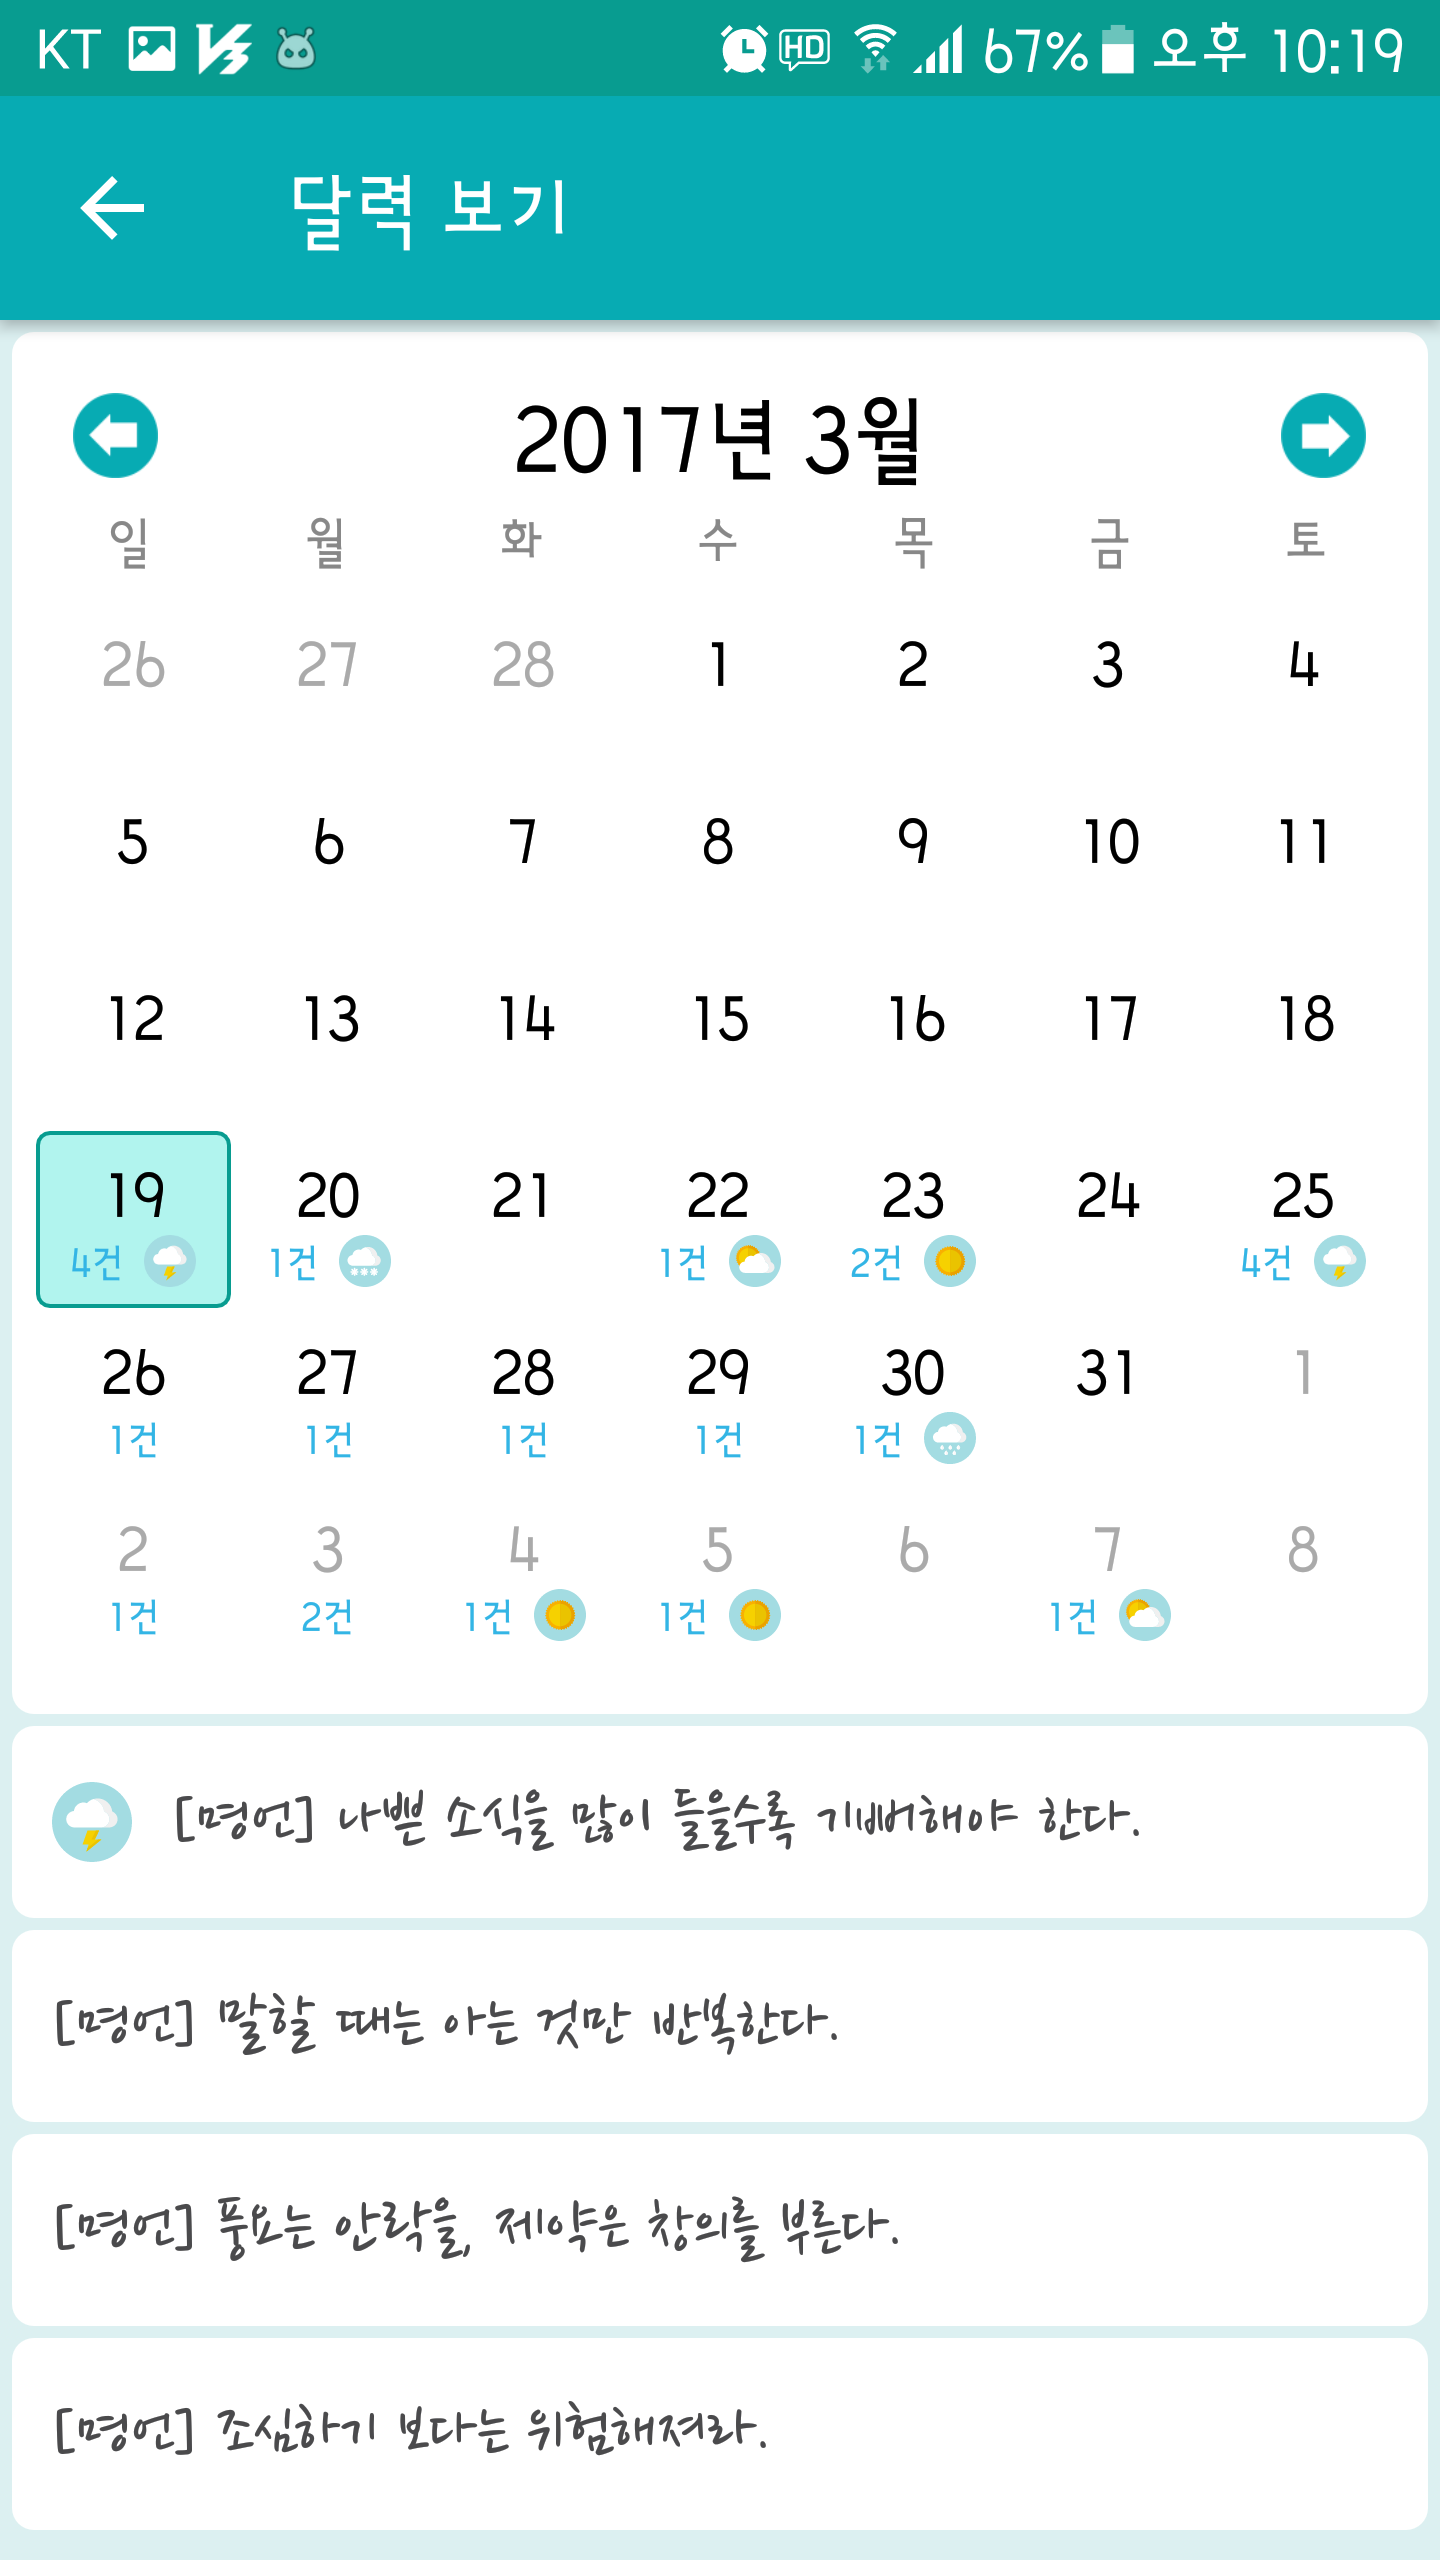 KT 67% 오후 10:19
달력 보기
2017년 3월
일 월 화 수 목 금 토
26 27 28 1 2 3 4
5 6 7 8 9 10 11
12 13 14 15 16 17 18
19 20 21 22 23 24 25
4건 1건 1건 2건 4건
26 27 28 29 30 31 1
1건 1건 1건 1건 1건
2 3 4 5 6 7 8
1건 2건 1건 1건 1건
[명언] 나쁜 소식을 많이 들을수록 기뻐해야 한다.
[명언] 말할 때는 아는 것만 반복한다.
[명언] 풍요는 안락을, 제약은 창의를 부른다.
[명언] 조심하기 보다는 위험해져라.